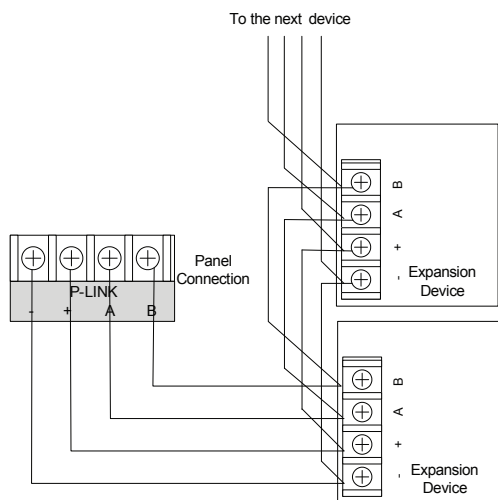 To the next device
B
A
+
-
Expansion
Device
Panel
Connection
P-LINK
- + A B
B
A
+
-
Expansion
Device